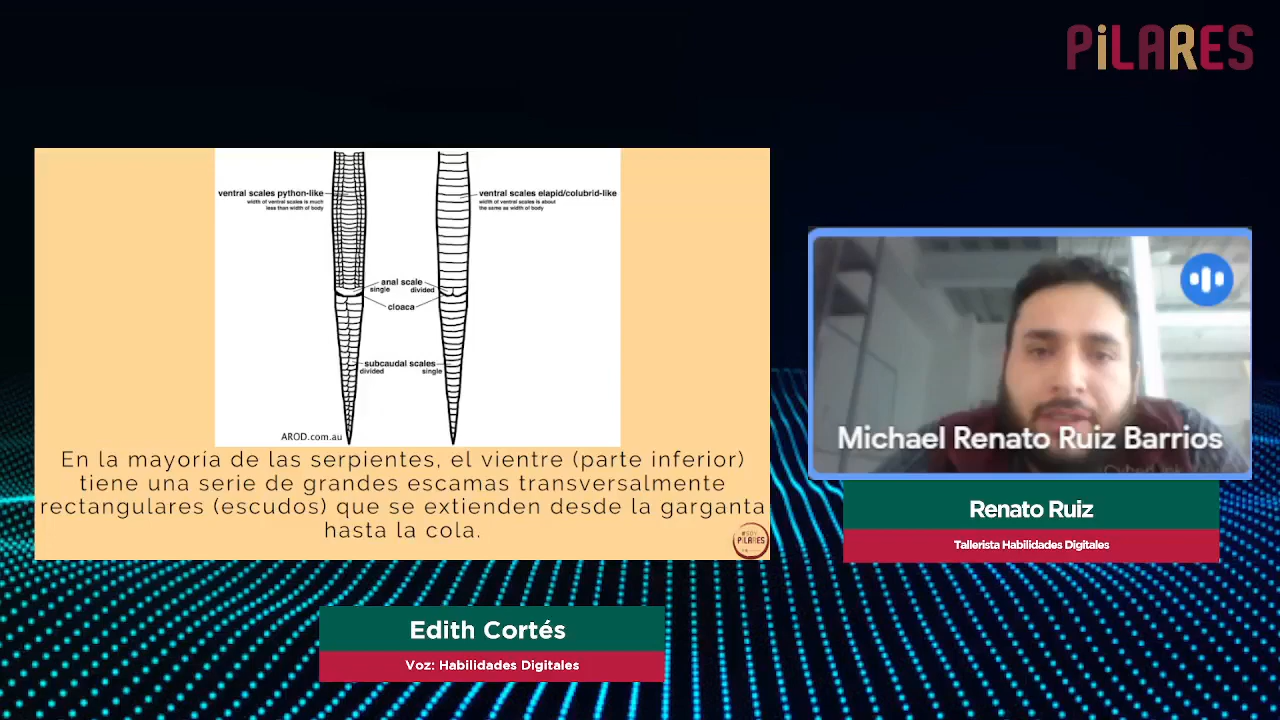 PiLARES
ventral scales python-like
width of ventral scales is much
less than width of body
ventral scales elapid/colubrid-like
width of ventral scales is about
the same as width of body
anal scale
single
divided
cloaca
subcaudal scales
divided
single
AROD.com.au
En la mayoría de las serpientes, el vientre (parte inferior)
tiene una serie de grandes escamas transversalmente
rectangulares (escudos) que se extienden desde la garganta
hasta la cola.
PiLARES
Michael Renato Ruiz Barrios
Renato Ruiz
Tallerista Habilidades Digitales
Edith Cortés
Voz: Habilidades Digitales